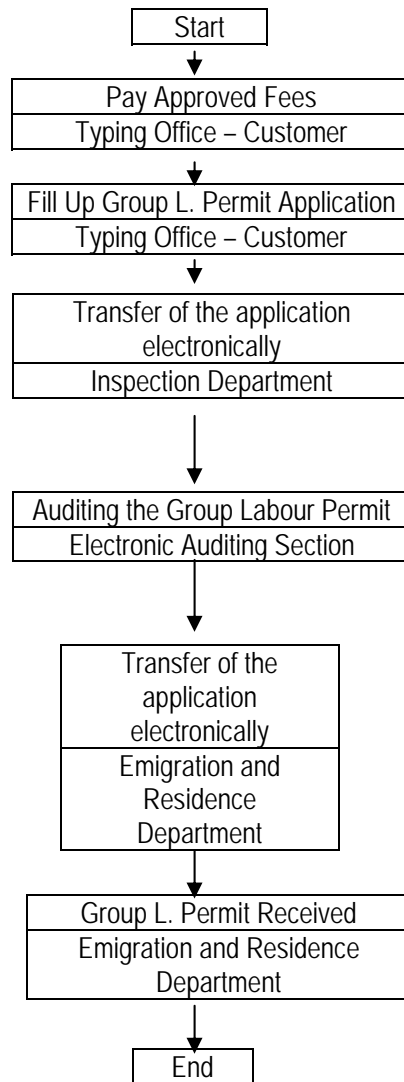 Start
Pay Approved Fees
Typing Office – Customer
Fill Up Group L. Permit Application
Typing Office – Customer
Transfer of the application
electronically
Inspection Department
Auditing the Group Labour Permit
Electronic Auditing Section
Transfer of the
application
electronically
Emigration and
Residence
Department
Group L. Permit Received
Emigration and Residence
Department
End